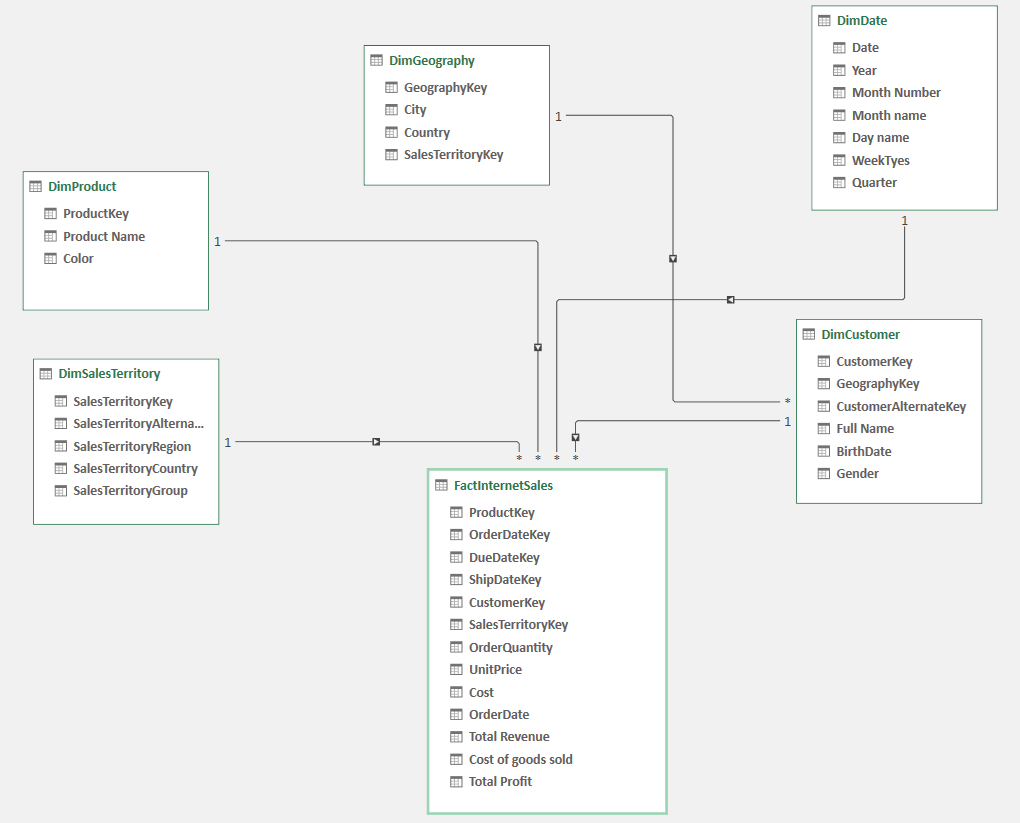 DimDate
Date
Year
Month Number
Month name
Day name
WeekTyes
Quarter
1
DimGeography
GeographyKey
City
Country
SalesTerritoryKey
1
DimProduct
ProductKey
Product Name
Color
1
DimCustomer
CustomerKey
GeographyKey
CustomerAlternateKey
Full Name
BirthDate
Gender
*
1
DimSalesTerritory
SalesTerritoryKey
SalesTerritoryAlterna...
SalesTerritoryRegion
SalesTerritoryCountry
SalesTerritoryGroup
1
* * * *
FactInternetSales
ProductKey
OrderDateKey
DueDateKey
ShipDateKey
CustomerKey
SalesTerritoryKey
OrderQuantity
UnitPrice
Cost
OrderDate
Total Revenue
Cost of goods sold
Total Profit